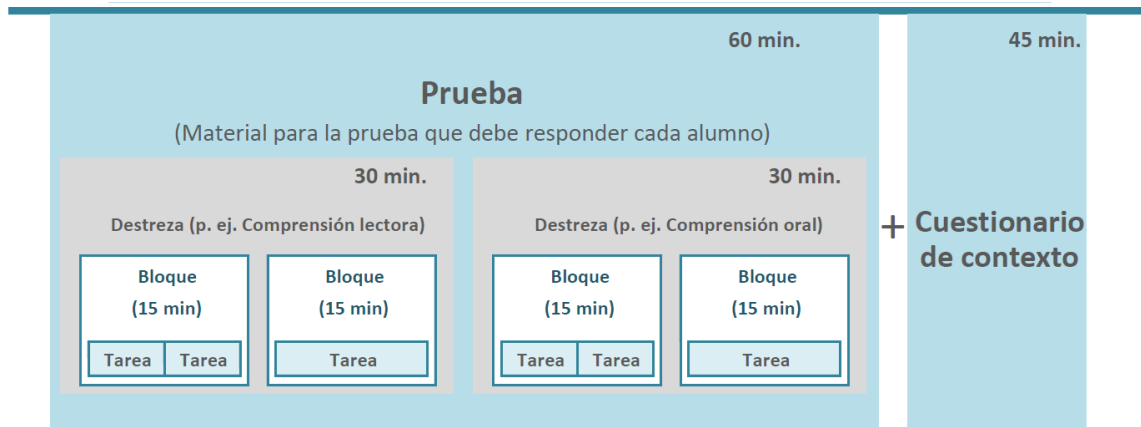 60 min.
45 min.
Prueba
(Material para la prueba que debe responder cada alumno)
30 min.
Destreza (p. ej. Comprensión lectora)
Bloque
(15 min)
Tarea
Tarea
Bloque
(15 min)
Tarea
30 min.
Destreza (p. ej. Comprensión oral)
Bloque
(15 min)
Tarea
Tarea
Bloque
(15 min)
Tarea
+
Cuestionario
de contexto